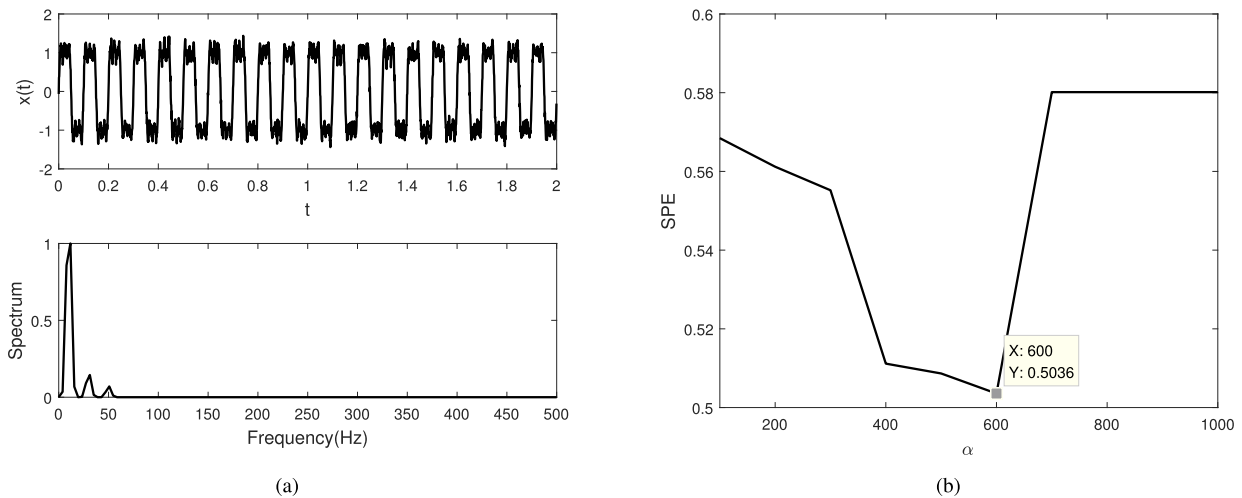 2
1
0
-1
-2
x(t)
0 0.2 0.4 0.6 0.8 1 1.2 1.4 1.6 1.8 2
t
1
0.5
0
Spectrum
0 50 100 150 200 250 300 350 400 450 500
Frequency(Hz)
(a)
0.6
0.58
0.56
0.54
0.52
0.5
SPE
X: 600
Y: 0.5036
200 400 600 800 1000
α
(b)